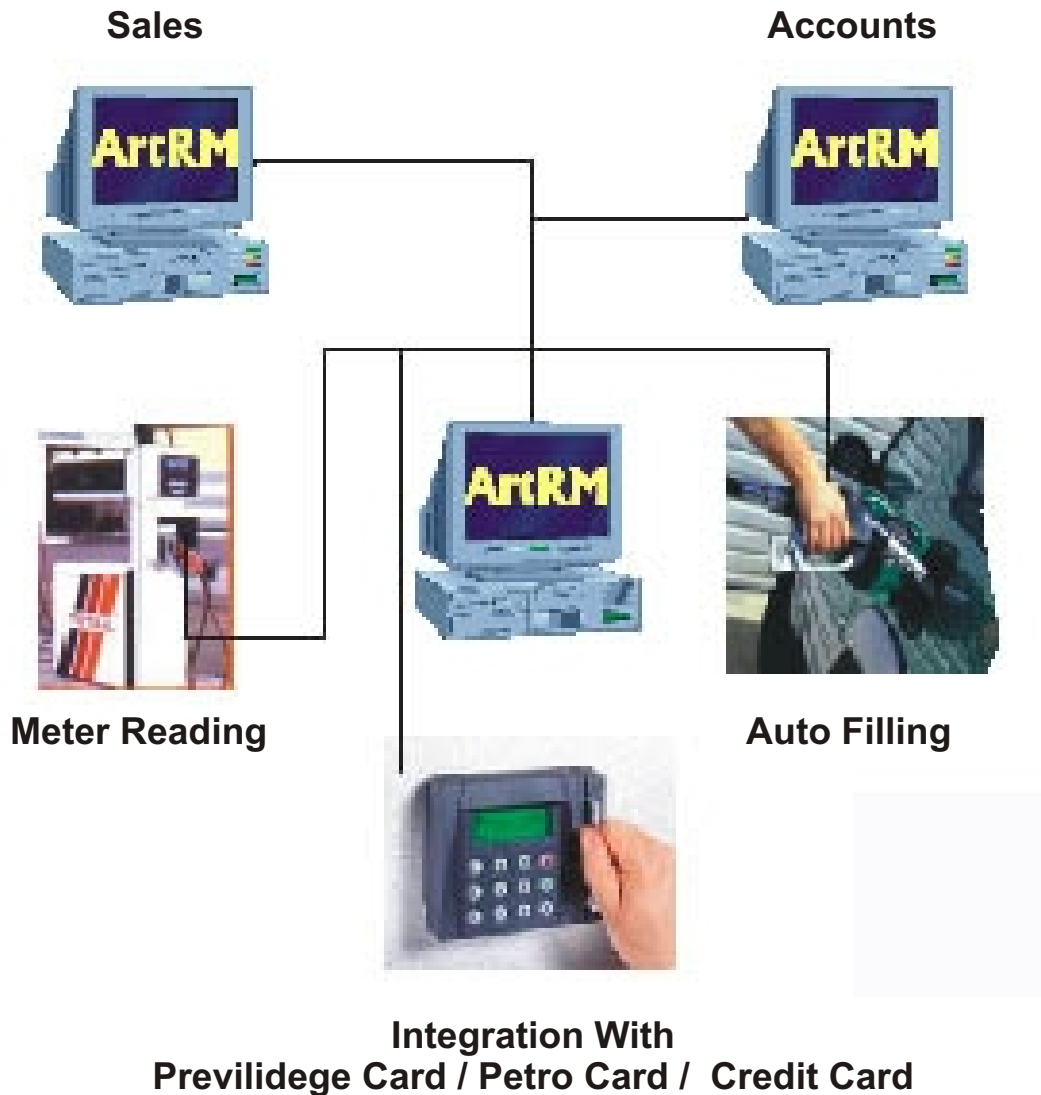 Sales
Accounts
ArtRM
ArtRM
ArtRM
Meter Reading
Auto Filling
Integration With
Previlidege Card / Petro Card / Credit Card